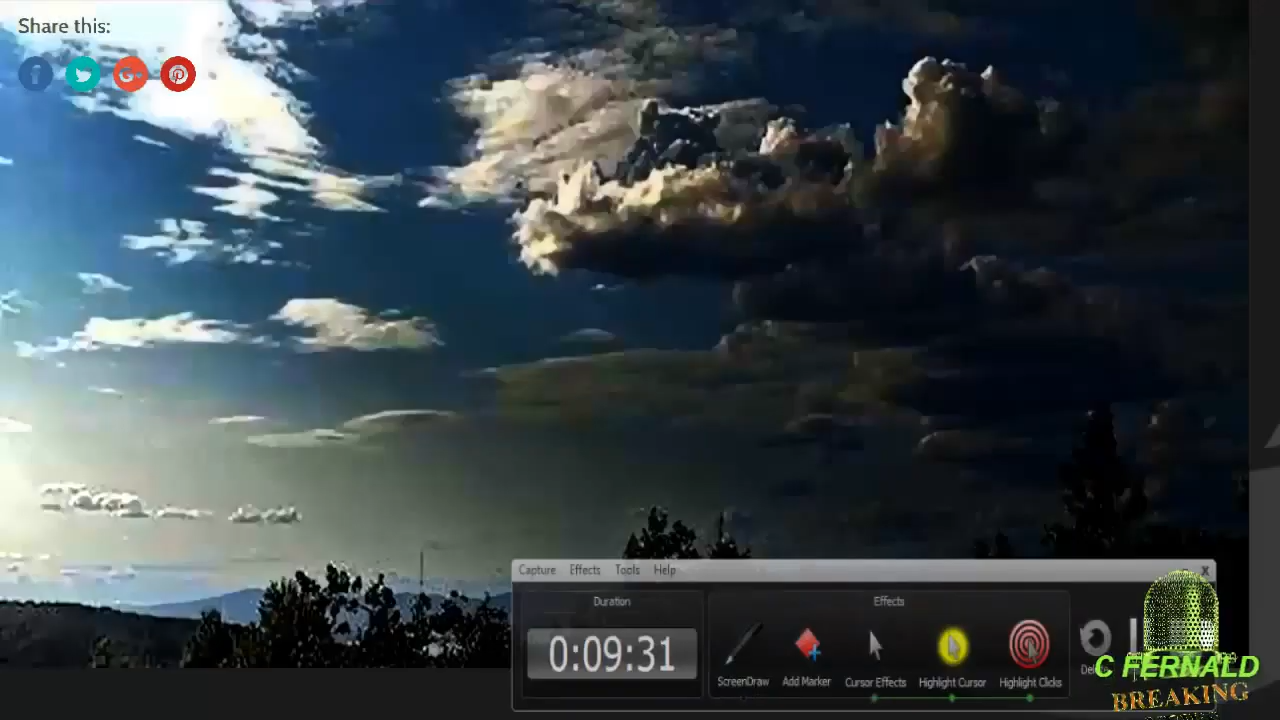 Share this:
f
G+
Capture Effects Tools Help
x
Duration
Effects
0:09:31
ScreenDraw Add Marker Cursor Effects Highlight Cursor Highlight Clicks
C FERNALD
BREAKING